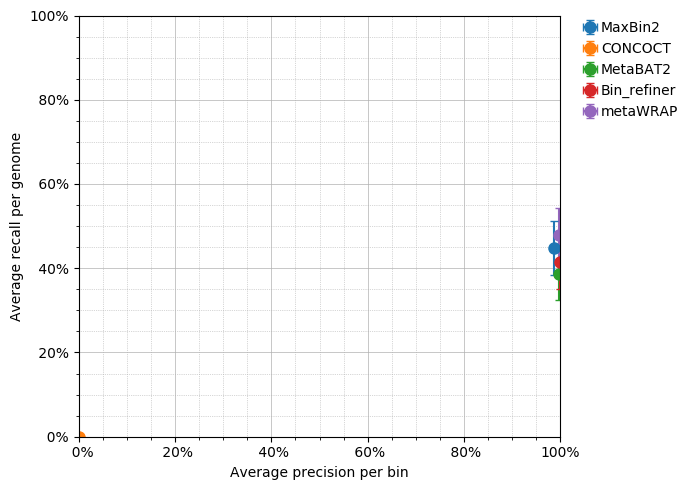 100%
80%
60%
40%
20%
0%
0%
20%
40%
60%
80%
100%
Average recall per genome
Average precision per bin
MaxBin2
CONCOCT
MetaBAT2
Bin_refiner
metaWRAP